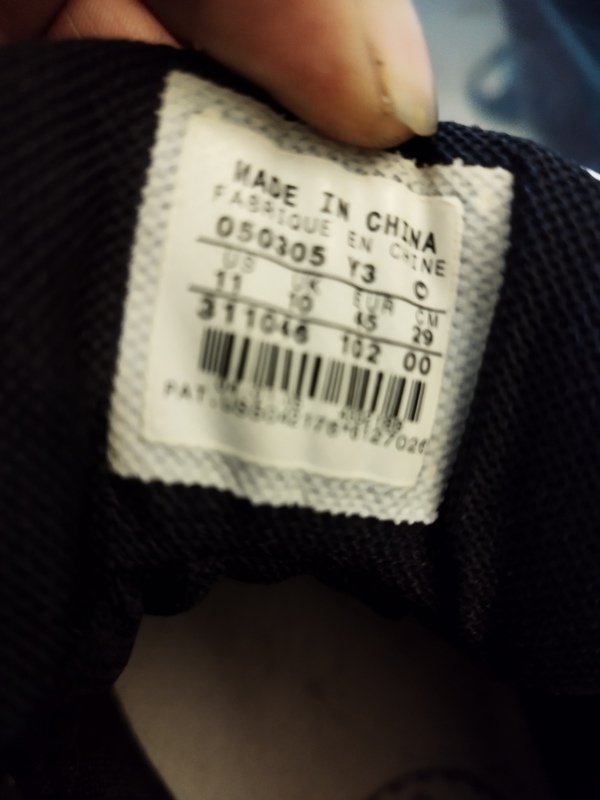 MADE IN CHINA
FABRIQUE EN CHINE
050305 Y3 C
US UK EUR CM
11 10 45 29
311046 102 00
PAT: